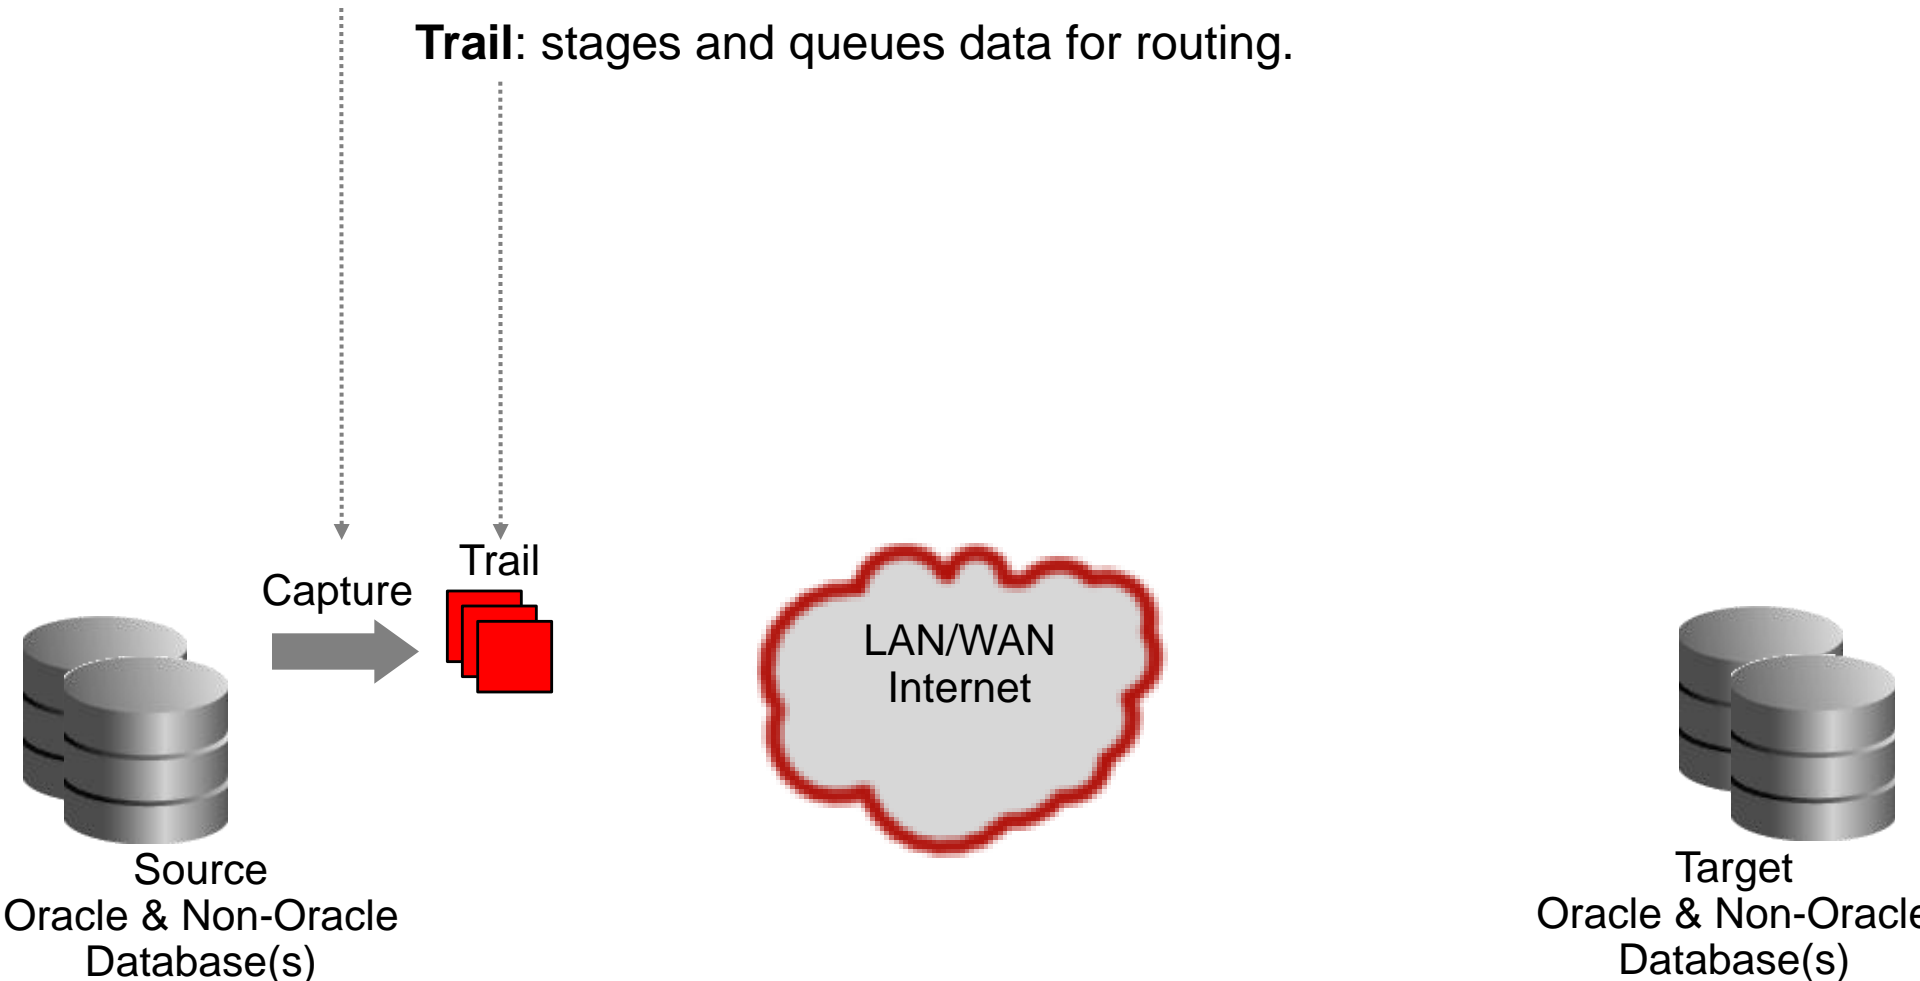 Trail: stages and queues data for routing.
Trail
Capture
LAN/WAN
Internet
Source
Oracle & Non-Oracle
Database(s)
Target
Oracle & Non-Oracle
Database(s)